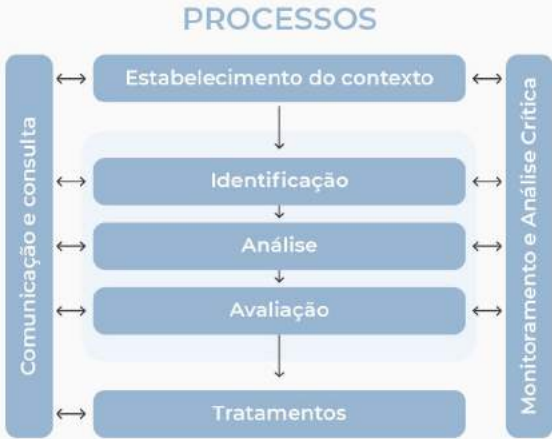 PROCESSOS
Comunicação e consulta
Estabelecimento do contexto
Identificação
Análise
Avaliação
Tratamentos
Monitoramento e Análise Crítica